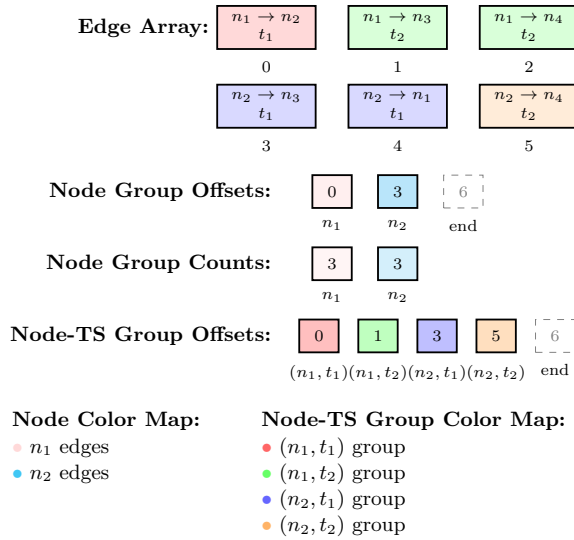 Edge Array:
n₁ → n₂ n₁ → n₃ n₁ → n₄
t₁ t₂ t₂
0 1 2
n₂ → n₃ n₂ → n₁ n₂ → n₄
t₁ t₁ t₂
3 4 5
Node Group Offsets: 0 3 6
n₁ n₂ end
Node Group Counts: 3 3
n₁ n₂
Node-TS Group Offsets: 0 1 3 5 6
(n₁, t₁) (n₁, t₂) (n₂, t₁) (n₂, t₂) end
Node Color Map:
n₁ edges
n₂ edges
Node-TS Group Color Map:
(n₁, t₁) group
(n₁, t₂) group
(n₂, t₁) group
(n₂, t₂) group